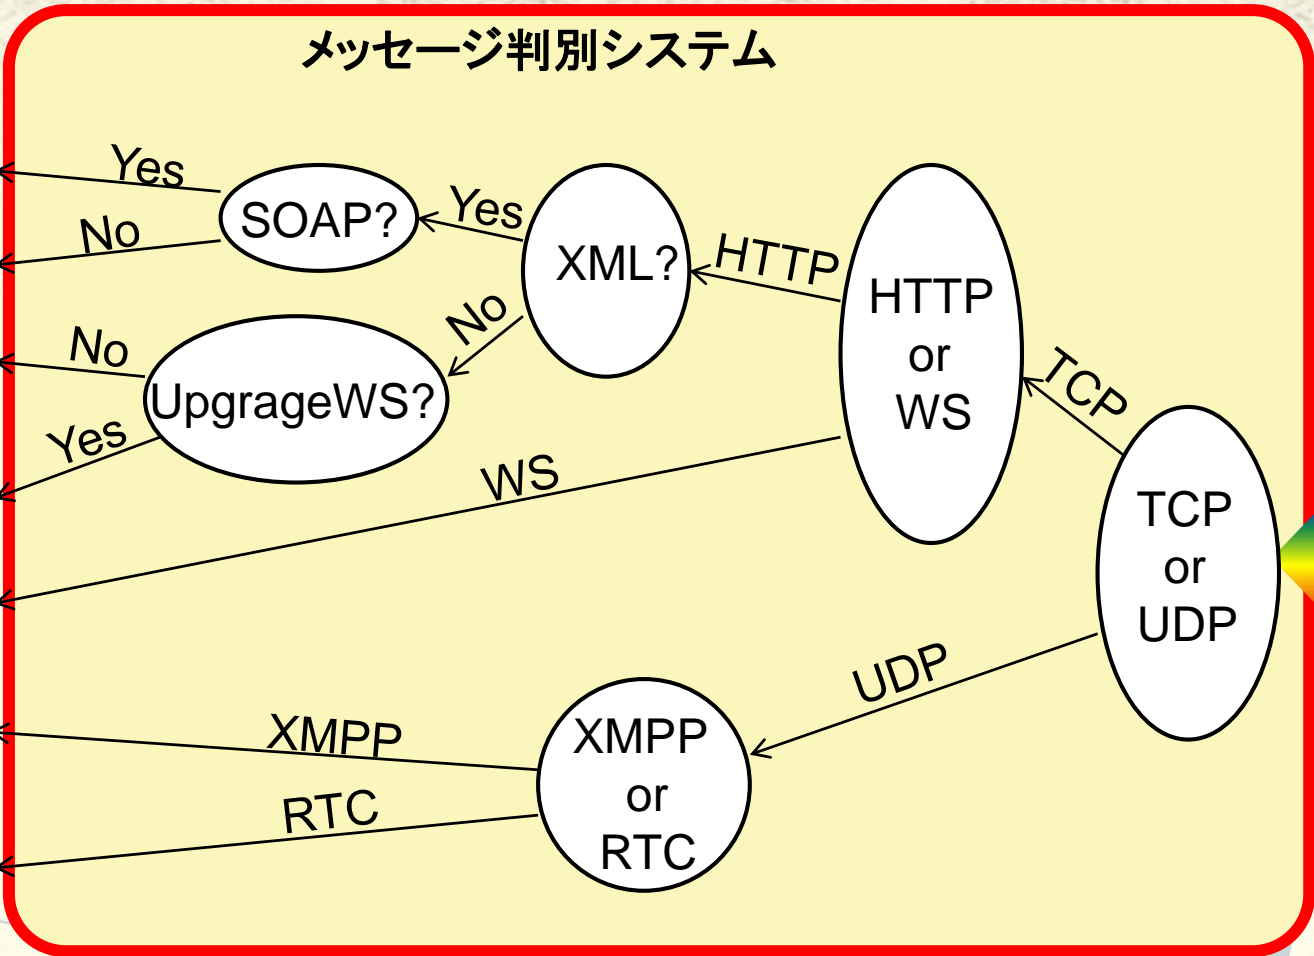 メッセージ判別システム
Yes
SOAP?
No
Yes
XML?
HTTP
HTTP
or
WS
No
No
UpgrageWS?
Yes
WS
TCP
TCP
or
UDP
UDP
XMPP
XMPP
or
RTC
RTC